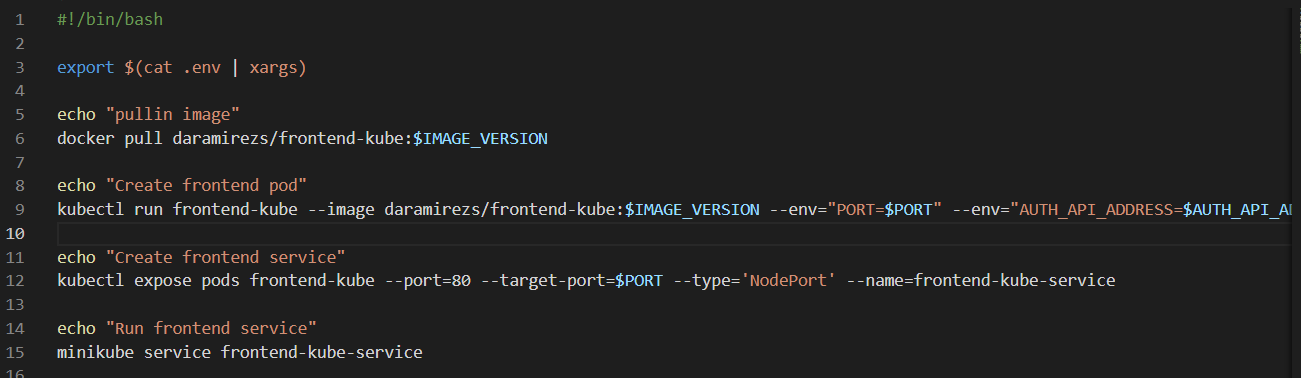 1 #!/bin/bash
2
3 export $(cat .env | xargs)
4
5 echo "pullin image"
6 docker pull daramirezs/frontend-kube:$IMAGE_VERSION
7
8 echo "Create frontend pod"
9 kubectl run frontend-kube --image daramirezs/frontend-kube:$IMAGE_VERSION --env="PORT=$PORT" --env="AUTH_API_ADDRESS=
10
11 echo "Create frontend service"
12 kubectl expose pods frontend-kube --port=80 --target-port=$PORT --type='NodePort' --name=frontend-kube-service
13
14 echo "Run frontend service"
15 minikube service frontend-kube-service
16